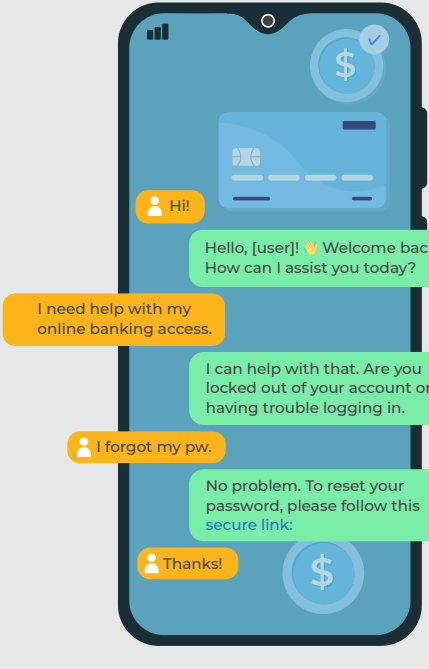 Hi!
Hello, [user]! 👋 Welcome bac
How can I assist you today?
I need help with my
online banking access.
I can help with that. Are you
locked out of your account or
having trouble logging in.
I forgot my pw.
No problem. To reset your
password, please follow this
secure link:
Thanks!